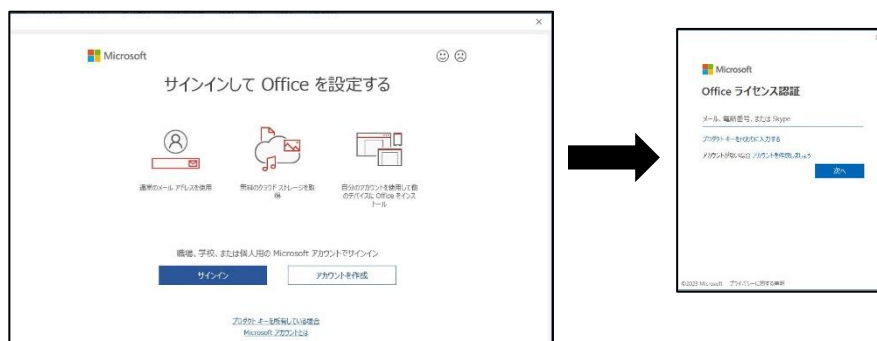 Microsoft
サインインして Office を設定する
通常のメール アドレスを使用
無料のクラウド ストレージを取
得
自分のアカウントを使用して他
のデバイスに Office をインス
トール
職場、学校、または個人用の Microsoft アカウントでサインイン
サインイン
アカウントを作成
プロダクト キーを所有している場合
Microsoft アカウントとは
Microsoft
Office ライセンス認証
メール、電話番号、または Skype
プロダクト キーを代わりに入力する
アカウントがない場合 アカウントを作成しましょう
次へ
©2023 Microsoft プライバシーに関する声明